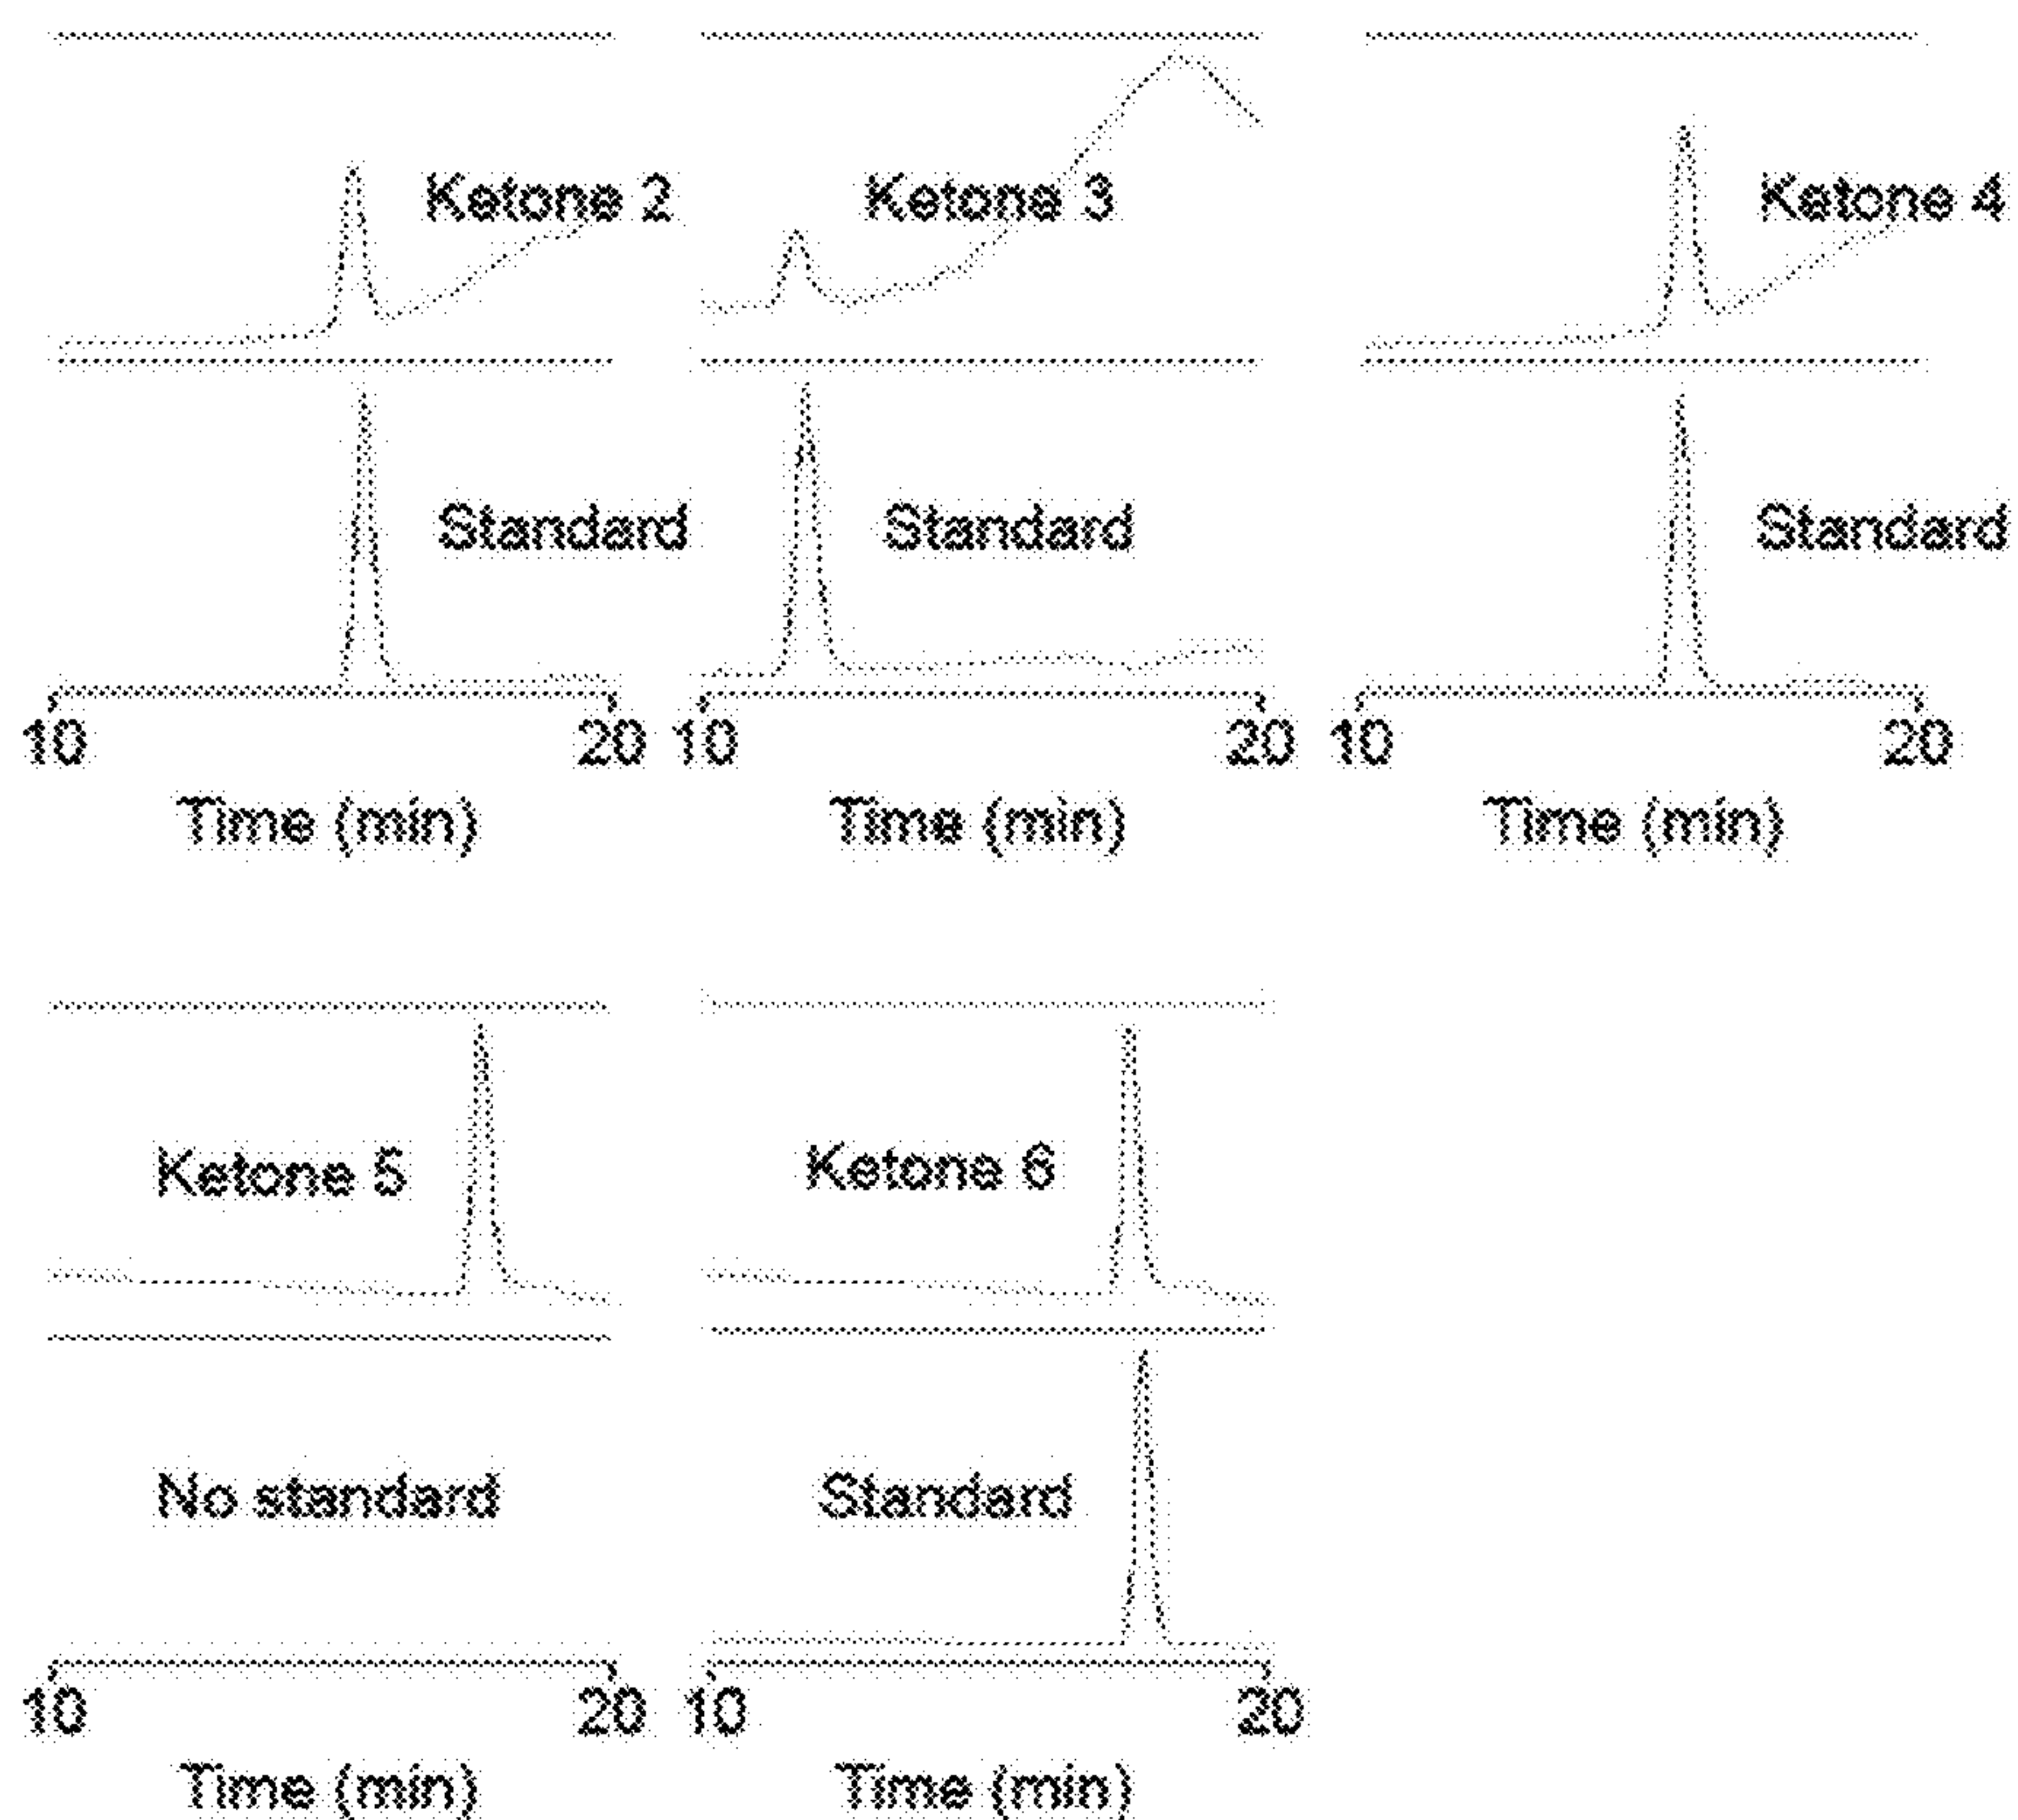 Ketone 2
Ketone 3
Ketone 4
Standard
Standard
Standard
10
20
10
20
10
20
Time (min)
Time (min)
Time (min)
Ketone 5
Ketone 6
No standard
Standard
10
20
10
20
Time (min)
Time (min)